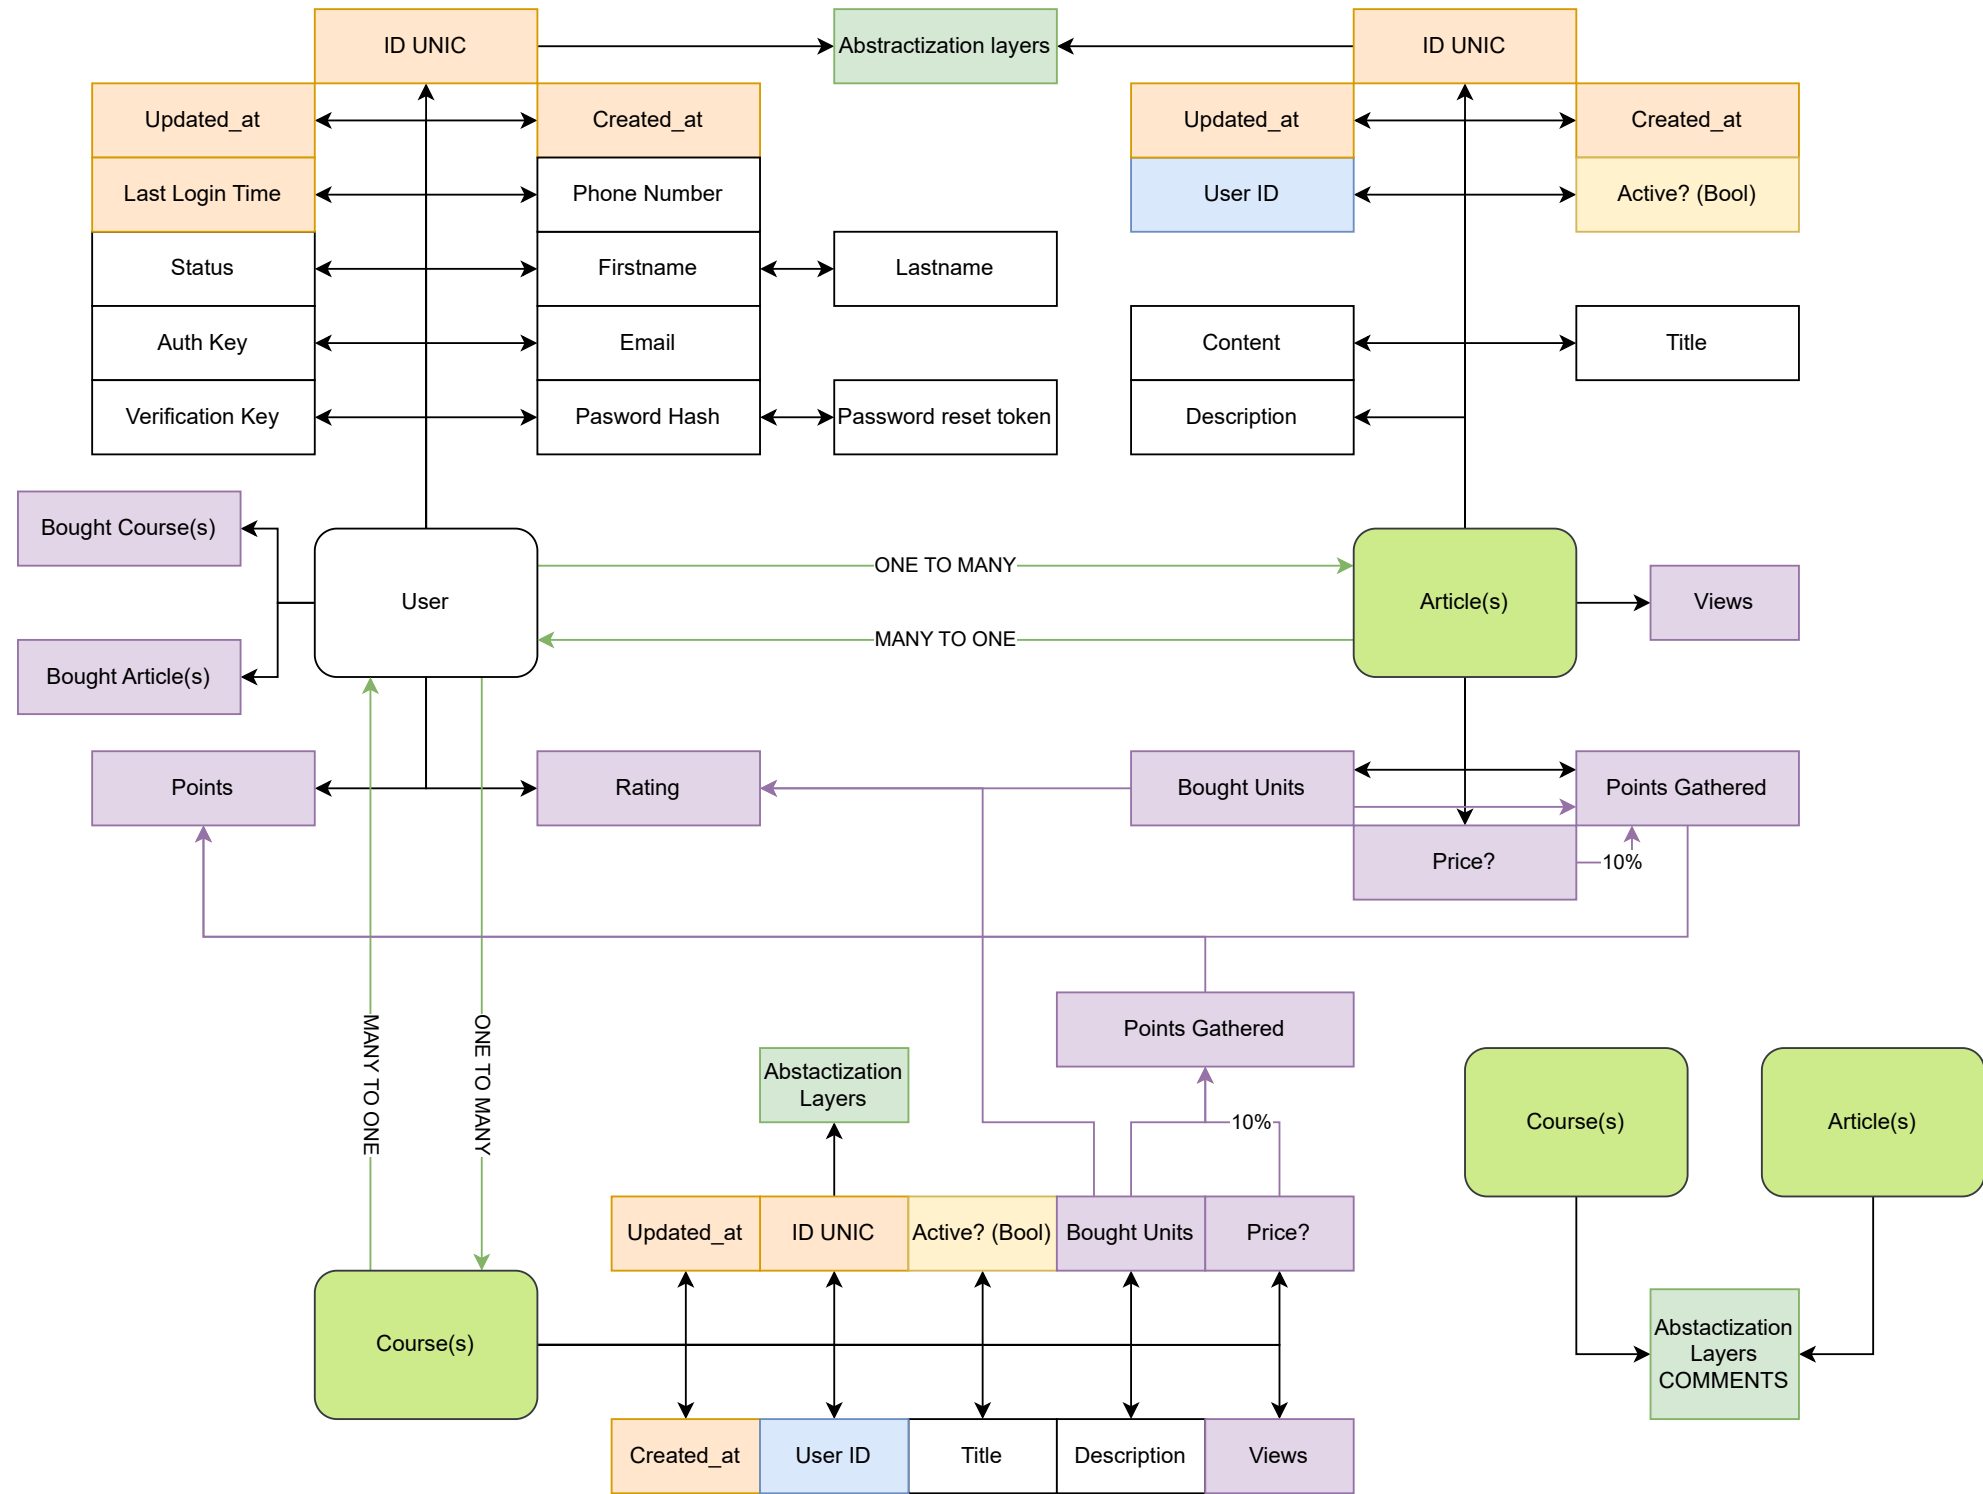 ID UNIC
Abstractization layers
ID UNIC
Updated_at
Created_at
Updated_at
Created_at
Last Login Time
Phone Number
User ID
Active? (Bool)
Status
Firstname
Lastname
Auth Key
Email
Content
Title
Verification Key
Pasword Hash
Password reset token
Description
Bought Course(s)
User
ONE TO MANY
MANY TO ONE
Article(s)
Views
Bought Article(s)
Points
Rating
Bought Units
Points Gathered
Price?
10%
Points Gathered
MANY TO ONE
ONE TO MANY
Abstactization
Layers
10%
Course(s)
Article(s)
Updated_at
ID UNIC
Active? (Bool)
Bought Units
Price?
Course(s)
Abstactization
Layers
COMMENTS
Created_at
User ID
Title
Description
Views